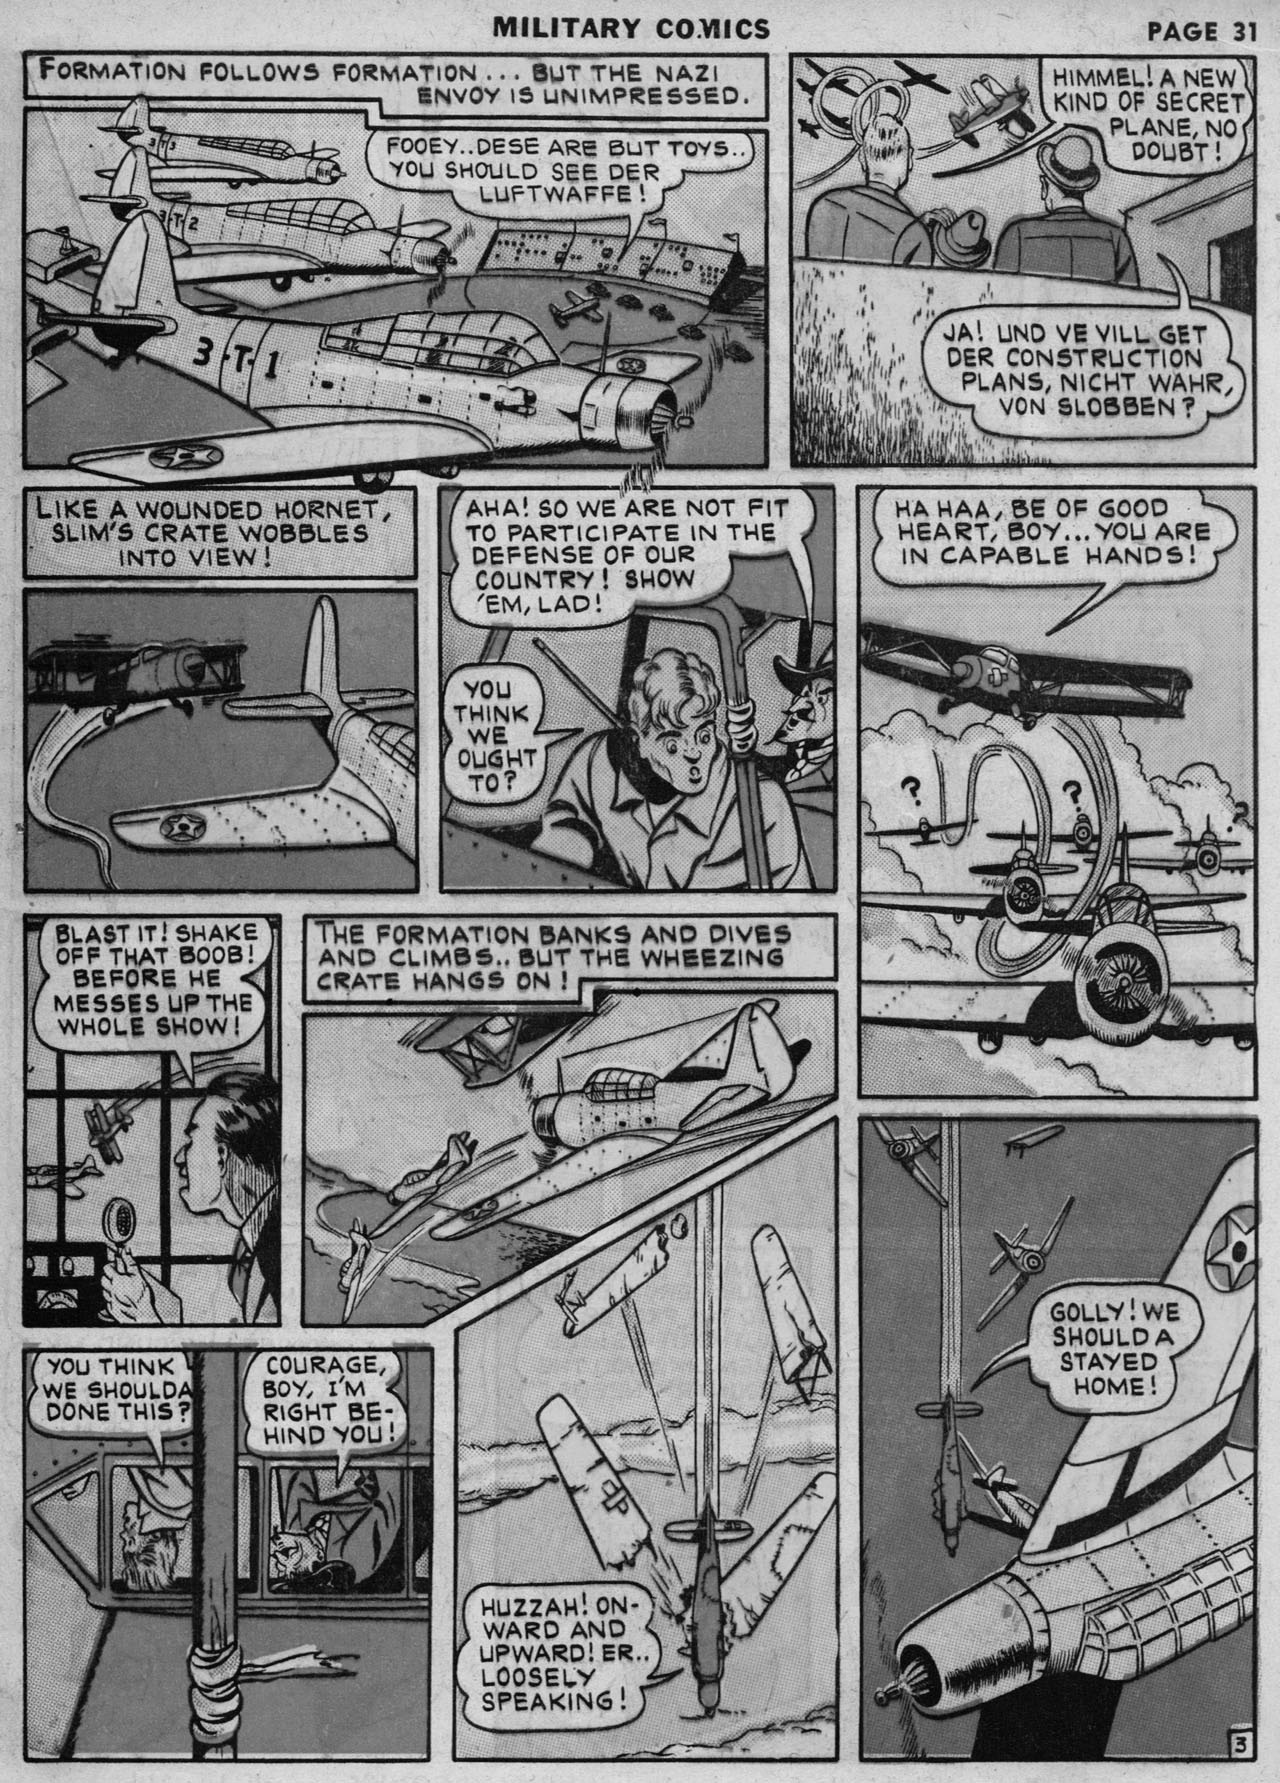 MILITARY COMICS
PAGE 31
FORMATION FOLLOWS FORMATION... BUT THE NAZI
ENVOY IS UNIMPRESSED.
FOOEY..DESE ARE BUT TOYS..
YOU SHOULD SEE DER
LUFTWAFFE!
3-T-3
3-T-2
3-T-1
HIMMEL! A NEW
KIND OF SECRET
PLANE, NO
DOUBT!
JA! UND VE VILL GET
DER CONSTRUCTION
PLANS, NICHT WAHR,
VON SLOBBEN?
LIKE A WOUNDED HORNET,
SLIM'S CRATE WOBBLES
INTO VIEW!
AHA! SO WE ARE NOT FIT
TO PARTICIPATE IN THE
DEFENSE OF OUR
COUNTRY! SHOW
'EM, LAD!
YOU
THINK
WE
OUGHT
TO?
HA HAA, BE OF GOOD
HEART, BOY... YOU ARE
IN CAPABLE HANDS!
?
?
?
BLAST IT! SHAKE
OFF THAT BOOB!
BEFORE HE
MESSES UP THE
WHOLE SHOW!
THE FORMATION BANKS AND DIVES
AND CLIMBS.. BUT THE WHEEZING
CRATE HANGS ON!
YOU THINK
WE SHOULDA
DONE THIS?
COURAGE,
BOY, I'M
RIGHT BE-
HIND YOU!
HUZZAH! ON-
WARD AND
UPWARD! ER..
LOOSELY
SPEAKING!
GOLLY! WE
SHOULD A
STAYED
HOME!
3